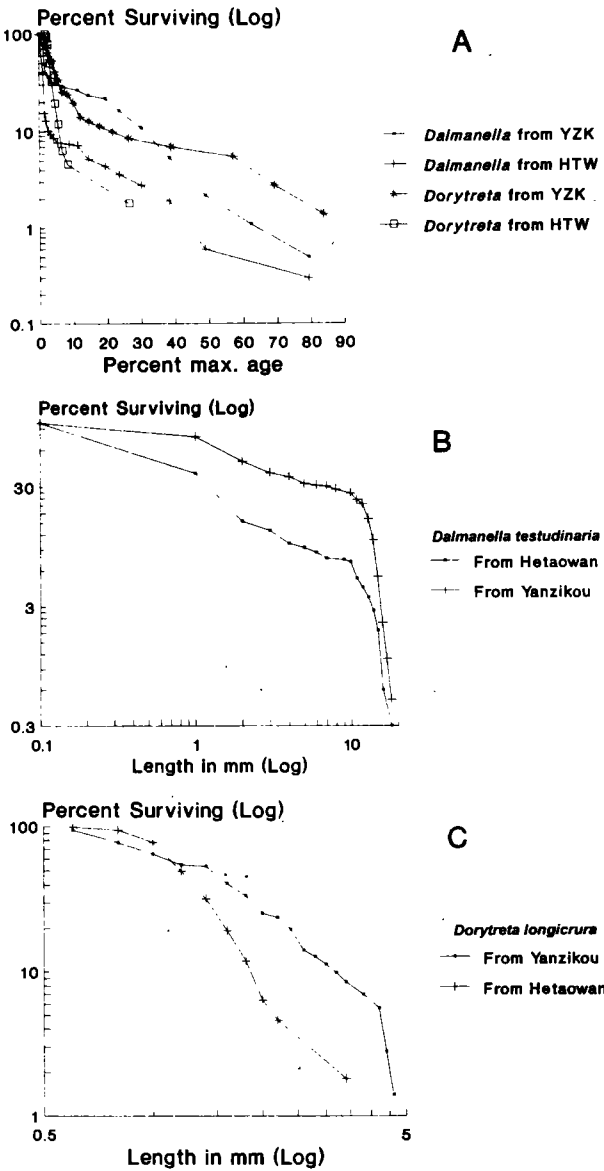 Percent Surviving (Log)
A
100
10
1
0.1
0 10 20 30 40 50 60 70 80 90
Percent max. age
Dalmanella from YZK
Dalmanella from HTW
Dorytreta from YZK
Dorytreta from HTW
Percent Surviving (Log)
B
30
3
0.3
0.1 1 10
Length in mm (Log)
Dalmanella testudinaria
From Hetaowan
From Yanzikou
Percent Surviving (Log)
C
100
10
1
0.5 5
Length in mm (Log)
Dorytreta longicrura
From Yanzikou
From Hetaowan